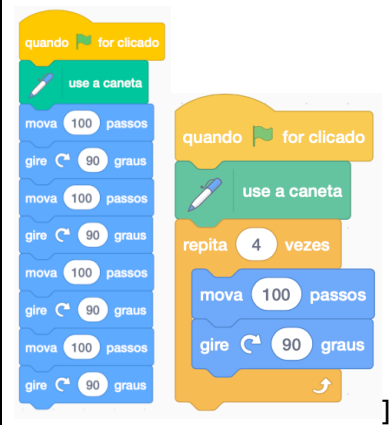 quando for clicado
use a caneta
mova 100 passos
gire 90 graus
mova 100 passos
gire 90 graus
mova 100 passos
gire 90 graus
mova 100 passos
gire 90 graus
quando for clicado
use a caneta
repita 4 vezes
mova 100 passos
gire 90 graus
]